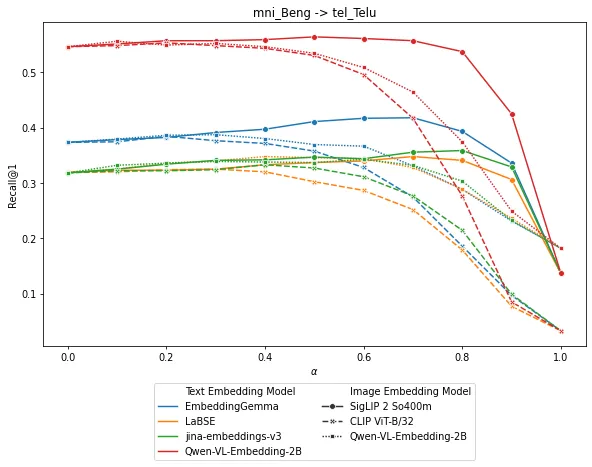 mni_Beng -> tel_Telu
Recall@1
0.5
0.4
0.3
0.2
0.1
0.0 0.2 0.4 0.6 0.8 1.0
α
Text Embedding Model Image Embedding Model
EmbeddingGemma SigLIP 2 So400m
LaBSE CLIP ViT-B/32
jina-embeddings-v3 Qwen-VL-Embedding-2B
Qwen-VL-Embedding-2B